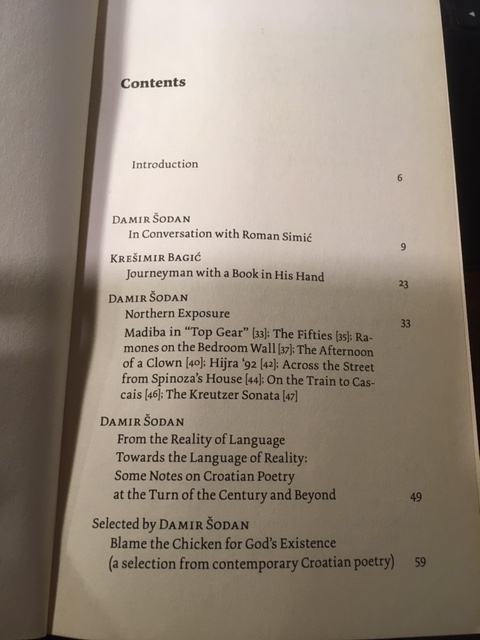 Contents
Introduction
6
DAMIR ŠODAN
In Conversation with Roman Simić
9
KREŠIMIR BAGIĆ
Journeyman with a Book in His Hand
23
DAMIR ŠODAN
Northern Exposure
33
Madiba in “Top Gear” [33]; The Fifties [35]; Ra-
mones on the Bedroom Wall [37]; The Afternoon
of a Clown [40]; Hijra ’92 [42]; Across the Street
from Spinoza’s House [44]; On the Train to Cas-
cais [46]; The Kreutzer Sonata [47]
DAMIR ŠODAN
From the Reality of Language
Towards the Language of Reality:
Some Notes on Croatian Poetry
at the Turn of the Century and Beyond
49
Selected by DAMIR ŠODAN
Blame the Chicken for God’s Existence
(a selection from contemporary Croatian poetry)
59